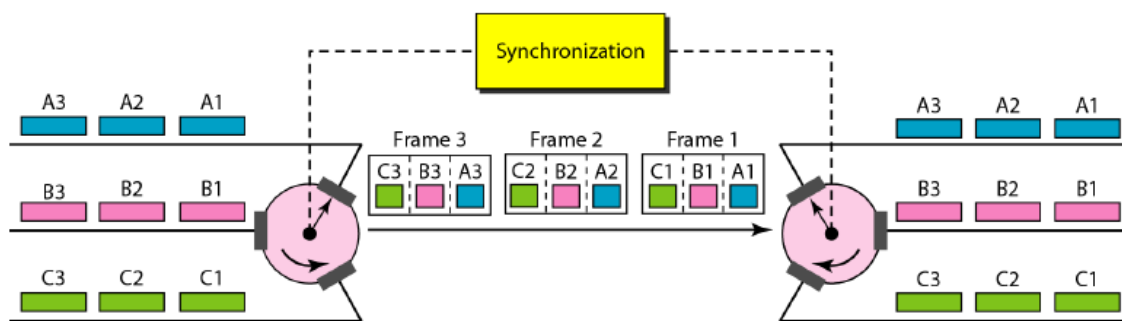 Synchronization
A3 A2 A1
A3 A2 A1
Frame 3 Frame 2 Frame 1
C3 B3 A3 C2 B2 A2 C1 B1 A1
B3 B2 B1
B3 B2 B1
C3 C2 C1
C3 C2 C1